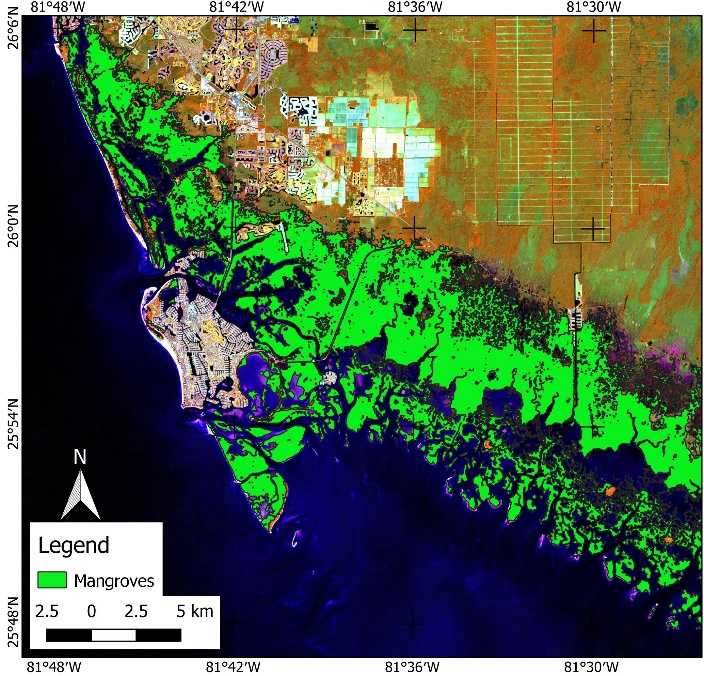 81°48′W 81°42′W 81°36′W 81°30′W
26°6′N
26°0′N
25°54′N
25°48′N
N
Legend
Mangroves
2.5 0 2.5 5 km
81°48′W 81°42′W 81°36′W 81°30′W